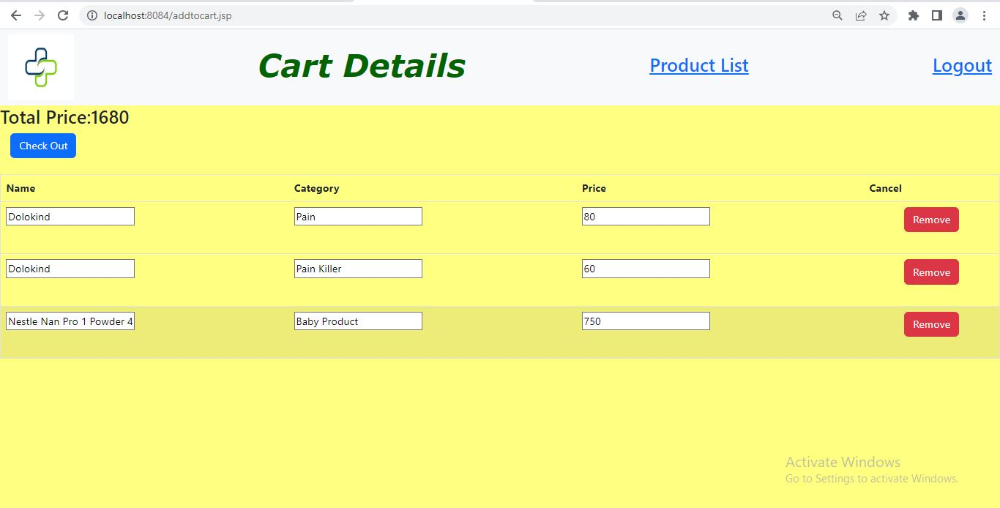 localhost:8084/addtocart.jsp
Cart Details Product List Logout
Total Price:1680
Check Out
Name Category Price Cancel
Dolokind Pain 80 Remove
Dolokind Pain Killer 60 Remove
Nestle Nan Pro 1 Powder 4 Baby Product 750 Remove
Activate Windows
Go to Settings to activate Windows.